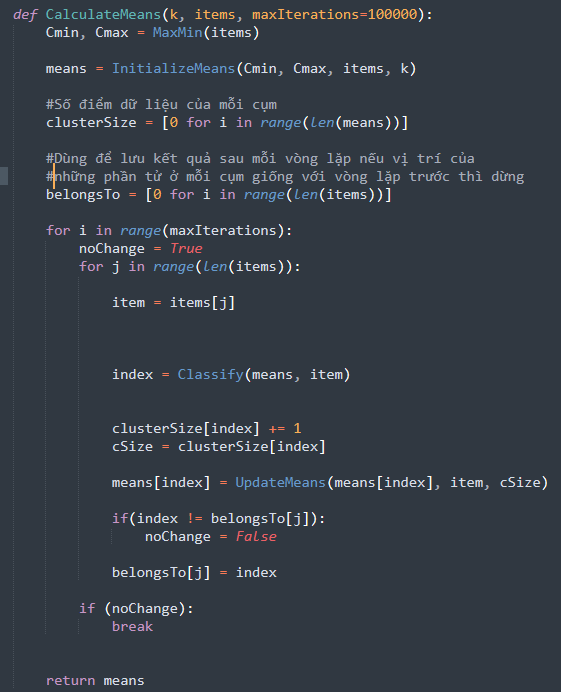 def CalculateMeans(k, items, maxIterations=100000):
    Cmin, Cmax = MaxMin(items)
    means = InitializeMeans(Cmin, Cmax, items, k)
    #Số điểm dữ liệu của mỗi cụm
    clusterSize = [0 for i in range(len(means))]
    #Dùng để lưu kết quả sau mỗi vòng lặp nếu vị trí của
    #những phần tử ở mỗi cụm giống với vòng lặp trước thì dừng
    belongsTo = [0 for i in range(len(items))]
    for i in range(maxIterations):
        noChange = True
        for j in range(len(items)):
            item = items[j]
            index = Classify(means, item)
            clusterSize[index] += 1
            cSize = clusterSize[index]
            means[index] = UpdateMeans(means[index], item, cSize)
            if(index != belongsTo[j]):
                noChange = False
            belongsTo[j] = index
        if (noChange):
            break
    return means